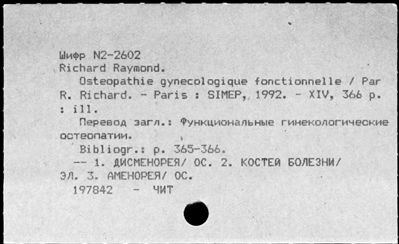 Шифр N2-2602
Richard Raymond.
Osteopathie gynecologique fonctionnelle / Par
R. Richard. - Paris : SIMEP, 1992. - XIV, 366 p.
: ill.
Перевод загл.: Функциональные гинекологические
остеопатии.
Bibliogr.: p. 365-366.
-- 1. ДИСМЕНОРЕЯ/ ОС. 2. КОСТЕЙ БОЛЕЗНИ/
ЭЛ. 3. АМЕНОРЕЯ/ ОС.
197842 - ЧИТ